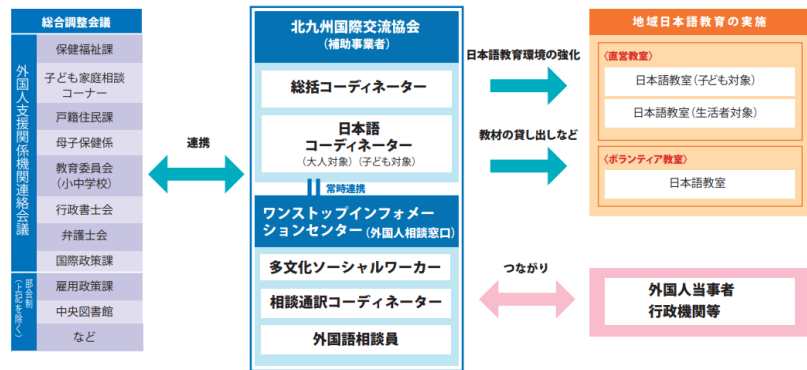 総合調整会議
外国人支援関係機関連絡会議
保健福祉課
子ども家庭相談
コーナー
戸籍住民課
母子保健係
教育委員会
（小中学校）
行政書士会
弁護士会
国際政策課
部会制
（上記を除く）
雇用政策課
中央図書館
など
連携
北九州国際交流協会
（補助事業者）
総括コーディネーター
日本語
コーディネーター
（大人対象）（子ども対象）
常時連携
ワンストップインフォメー
ションセンター（外国人相談窓口）
多文化ソーシャルワーカー
相談通訳コーディネーター
外国語相談員
日本語教育環境の強化
教材の貸し出しなど
つながり
地域日本語教育の実施
〈直営教室〉
日本語教室（子ども対象）
日本語教室（生活者対象）
〈ボランティア教室〉
日本語教室
外国人当事者
行政機関等